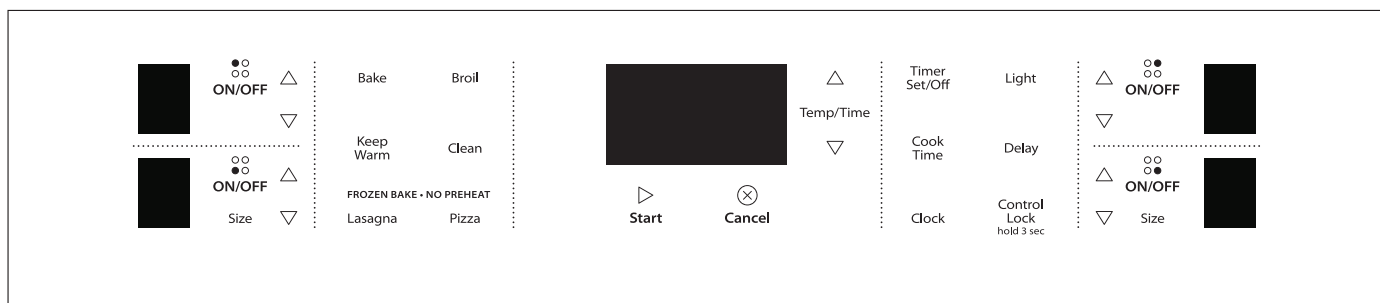 ON/OFF
ON/OFF
Size
Bake Broil
Keep
Warm
Clean
FROZEN BAKE • NO PREHEAT
Lasagna Pizza
Temp/Time
Start Cancel
Timer
Set/Off
Light
Cook
Time
Delay
Clock
Control
Lock
hold 3 sec
ON/OFF
ON/OFF
Size